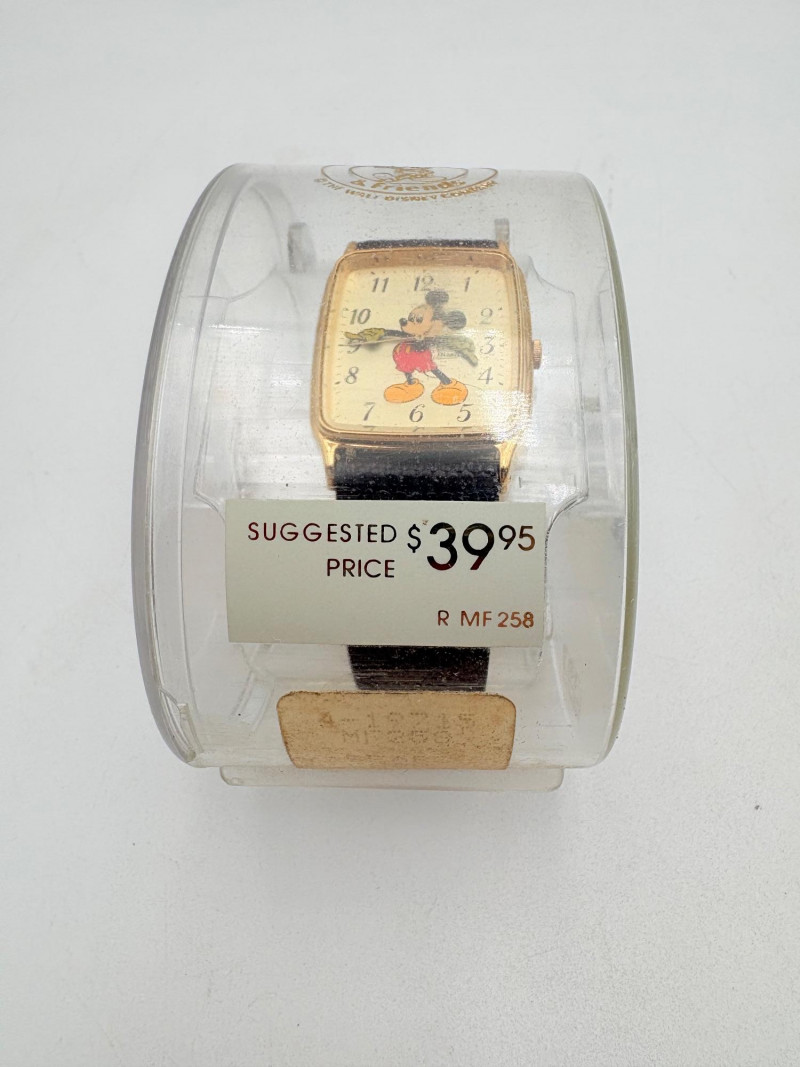 & friends
© THE WALT DISNEY COMPANY
11 12 1
10 2
9 3
8 4
7 6 5
SUGGESTED $39 95
PRICE
R MF 258